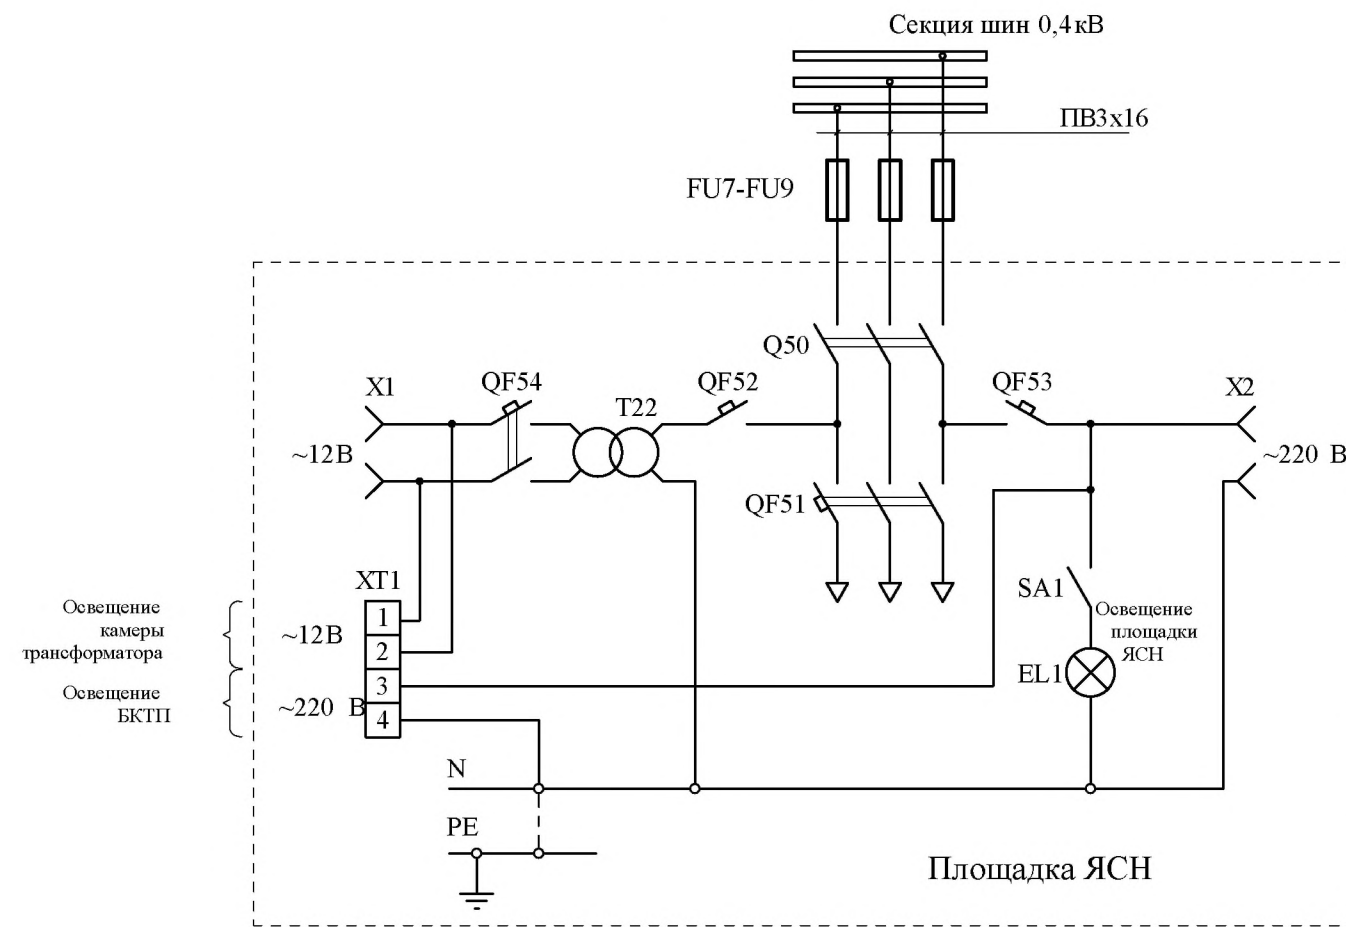 Секция шин 0,4кВ
ПВ3х16
FU7-FU9
Q50
X1
QF54
T22
QF52
QF53
X2
~12В
~220 В
QF51
XT1
SA1
Освещение
камеры
трансформатора
~12В
1
2
Освещение
площадки
ЯСН
EL1
Освещение
БКТП
~220 В
3
4
N
PE
Площадка ЯСН